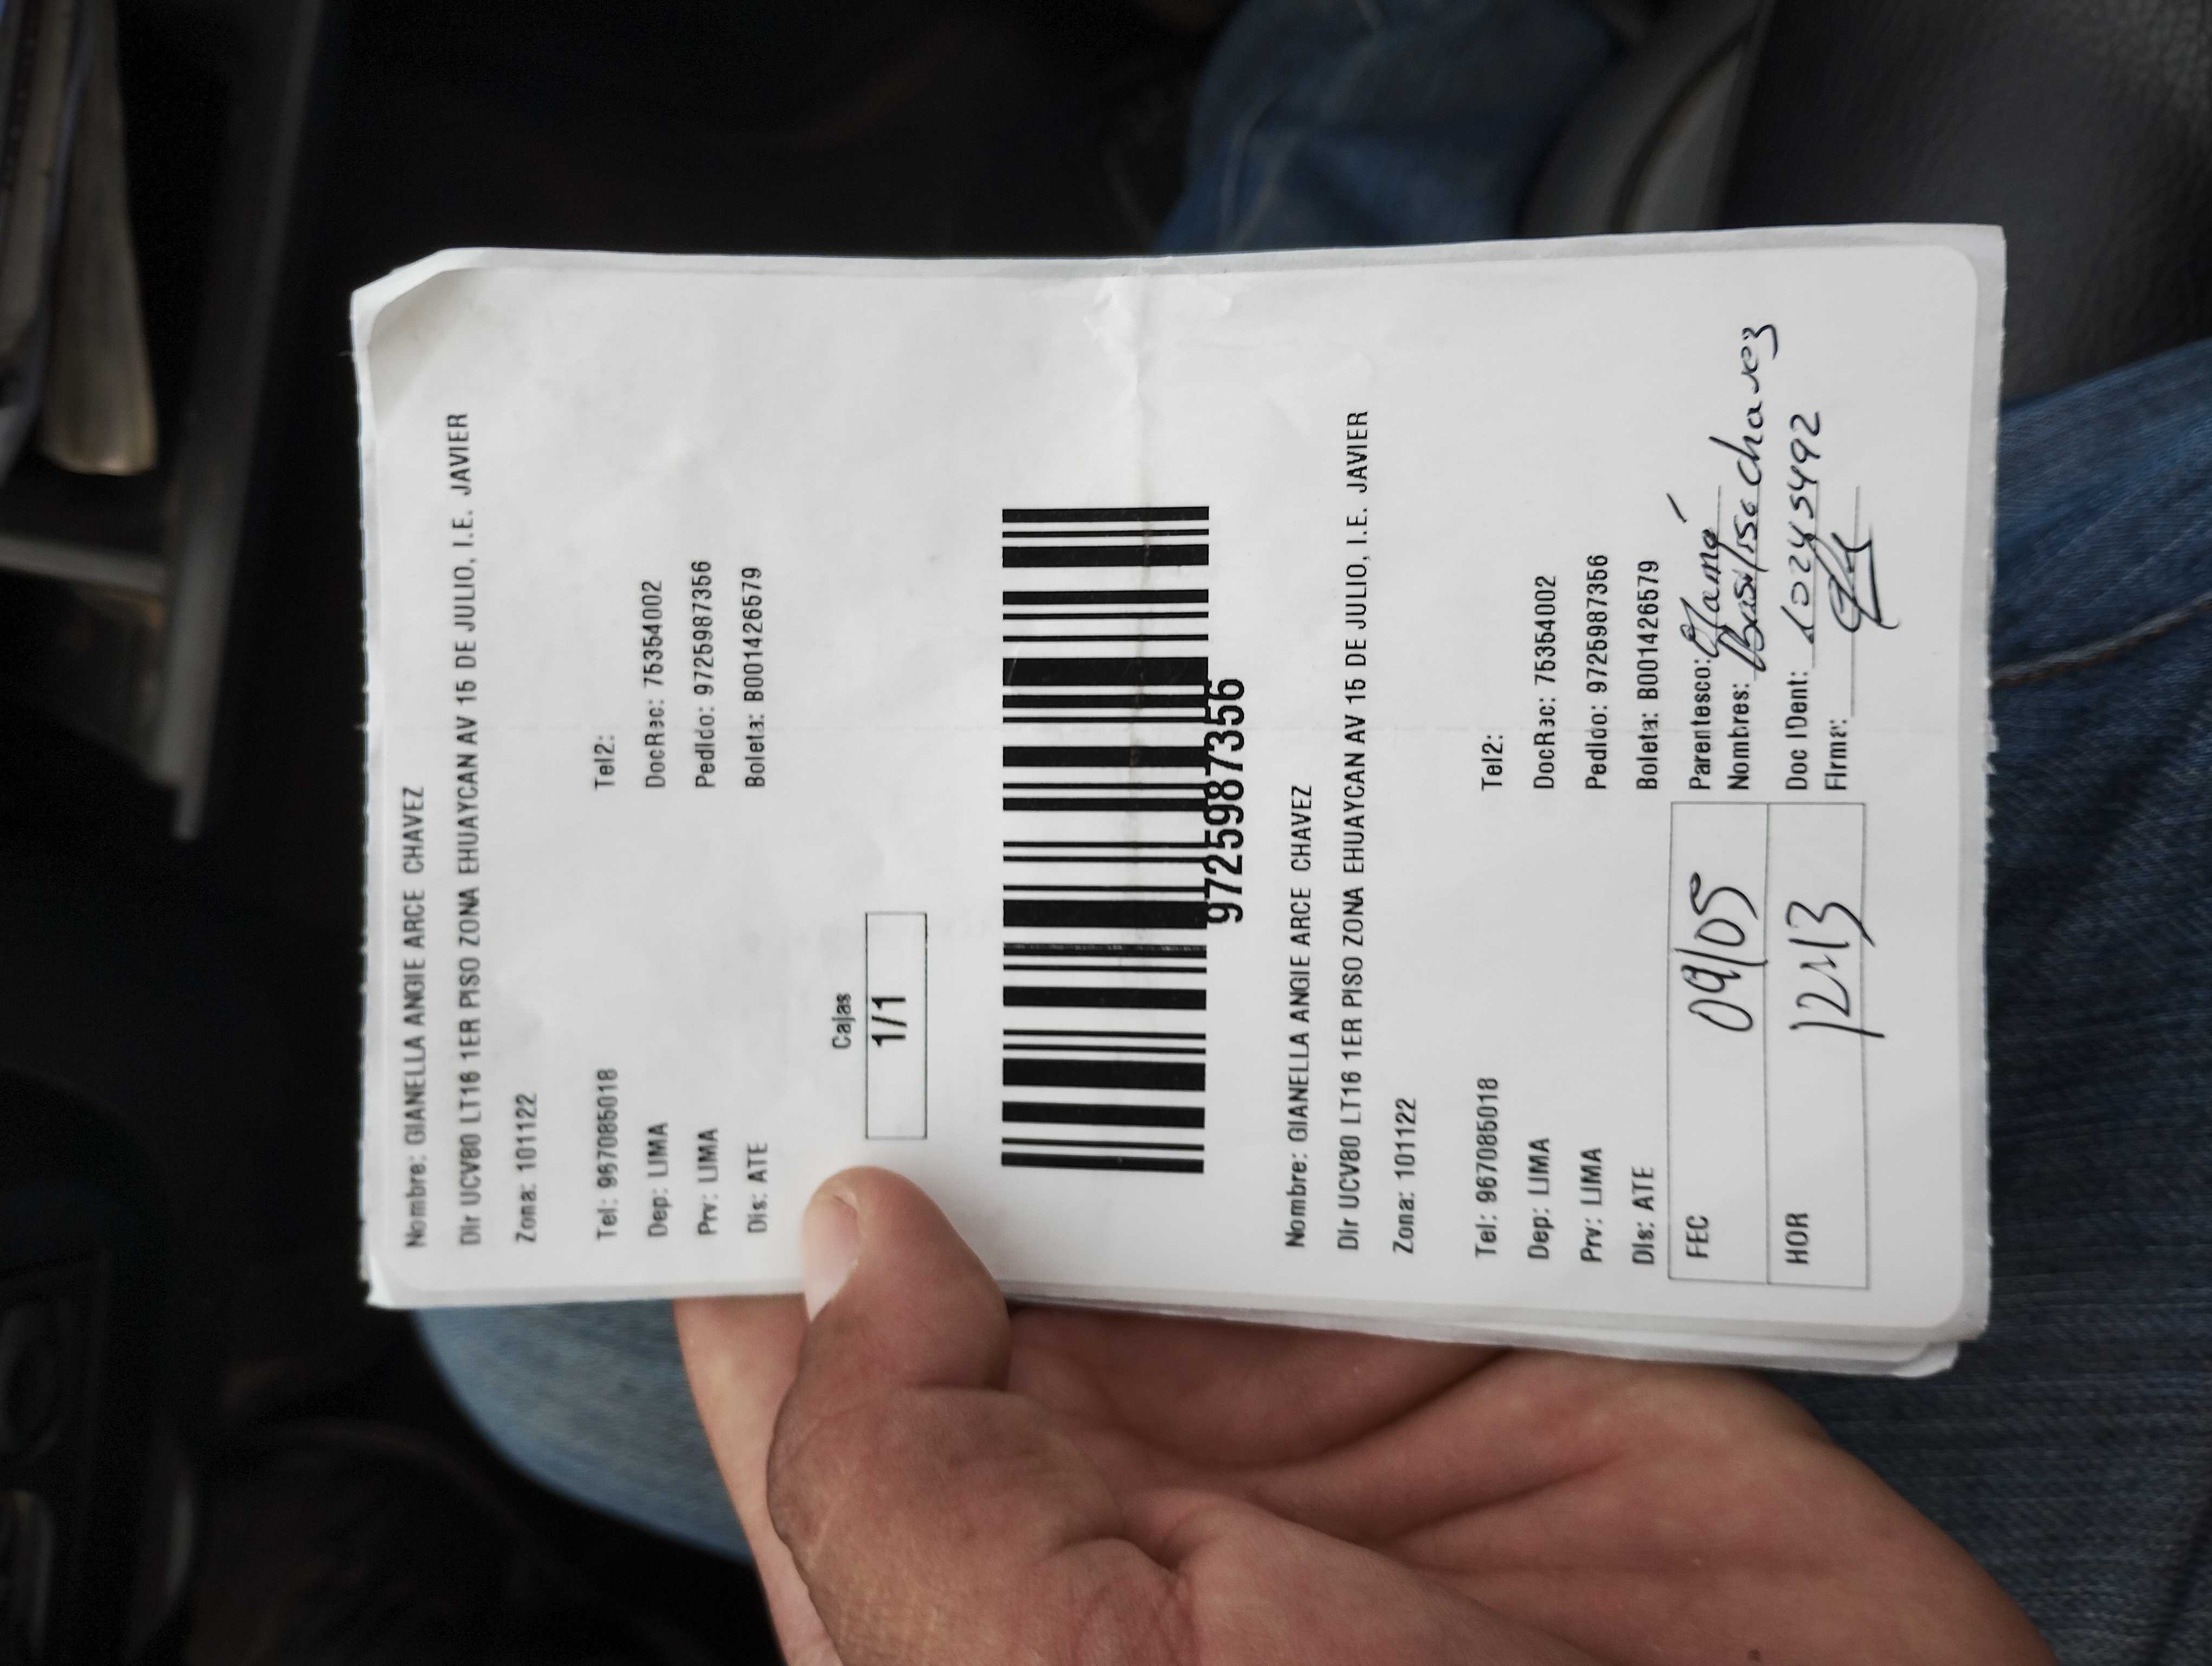 Nombre: GIANELLA ANGIE ARCE CHAVEZ
Dir UCV80 LT16 1ER PISO ZONA EHUAYCAN AV 15 DE JULIO, I.E. JAVIER
Zona: 101122
Tel: 967085018 Tel2:
Dep: LIMA DocRec: 75354002
Prv: LIMA Pedido: 9725987356
Dis: ATE Boleta: B001426579
Cajas
1/1
9725987356
Nombre: GIANELLA ANGIE ARCE CHAVEZ
Dir UCV80 LT16 1ER PISO ZONA EHUAYCAN AV 15 DE JULIO, I.E. JAVIER
Zona: 101122
Tel: 967085018 Tel2:
Dep: LIMA DocRec: 75354002
Prv: LIMA Pedido: 9725987356
Dis: ATE Boleta: B001426579
FEC 09/05 Parentesco: Mamá
Nombres: Basilisa chavez
HOR 1213 Doc IDent: 10245492
Firma: